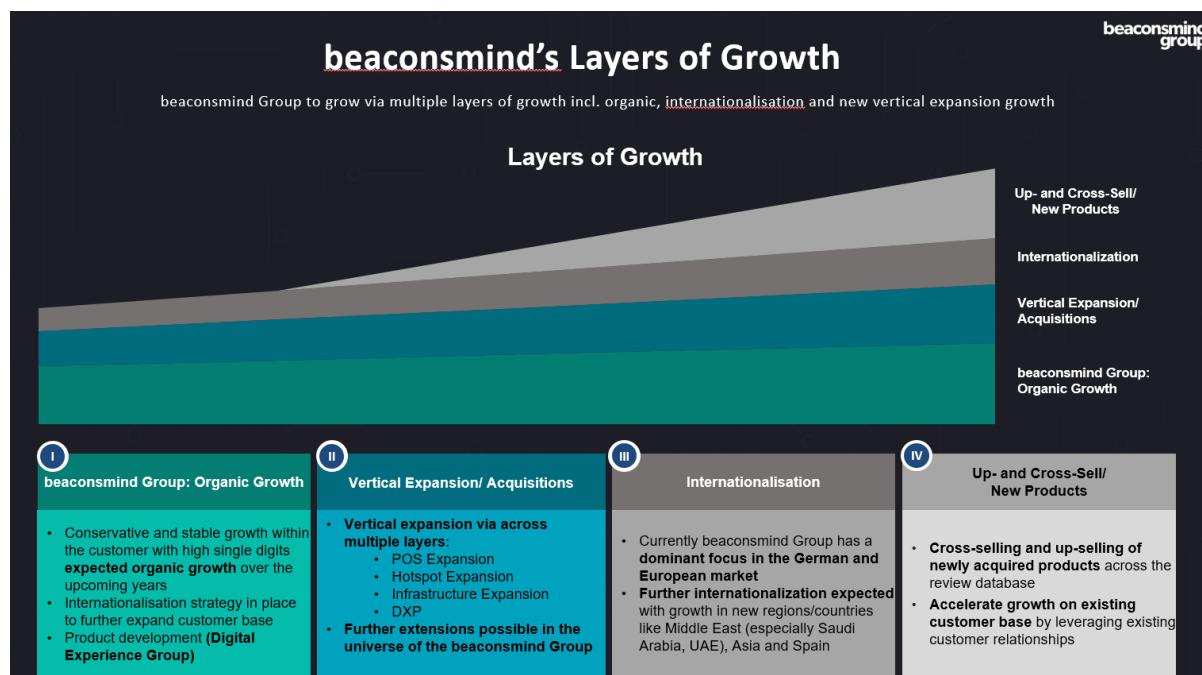 beaconsmind
group
beaconsmind's Layers of Growth
beaconsmind Group to grow via multiple layers of growth incl. organic, internationalisation and new vertical expansion growth
Layers of Growth
Up- and Cross-Sell/
New Products
Internationalization
Vertical Expansion/
Acquisitions
beaconsmind Group:
Organic Growth
I
beaconsmind Group: Organic Growth
• Conservative and stable growth within
the customer with high single digits
expected organic growth over the
upcoming years
• Internationalisation strategy in place
to further expand customer base
• Product development (Digital
Experience Group)
II
Vertical Expansion/ Acquisitions
• Vertical expansion via across
multiple layers:
• POS Expansion
• Hotspot Expansion
• Infrastructure Expansion
• DXP
• Further extensions possible in the
universe of the beaconsmind Group
III
Internationalisation
• Currently beaconsmind Group has a
dominant focus in the German and
European market
• Further internationalization expected
with growth in new regions/countries
like Middle East (especially Saudi
Arabia, UAE), Asia and Spain
IV
Up- and Cross-Sell/
New Products
• Cross-selling and up-selling of
newly acquired products across the
review database
• Accelerate growth on existing
customer base by leveraging existing
customer relationships